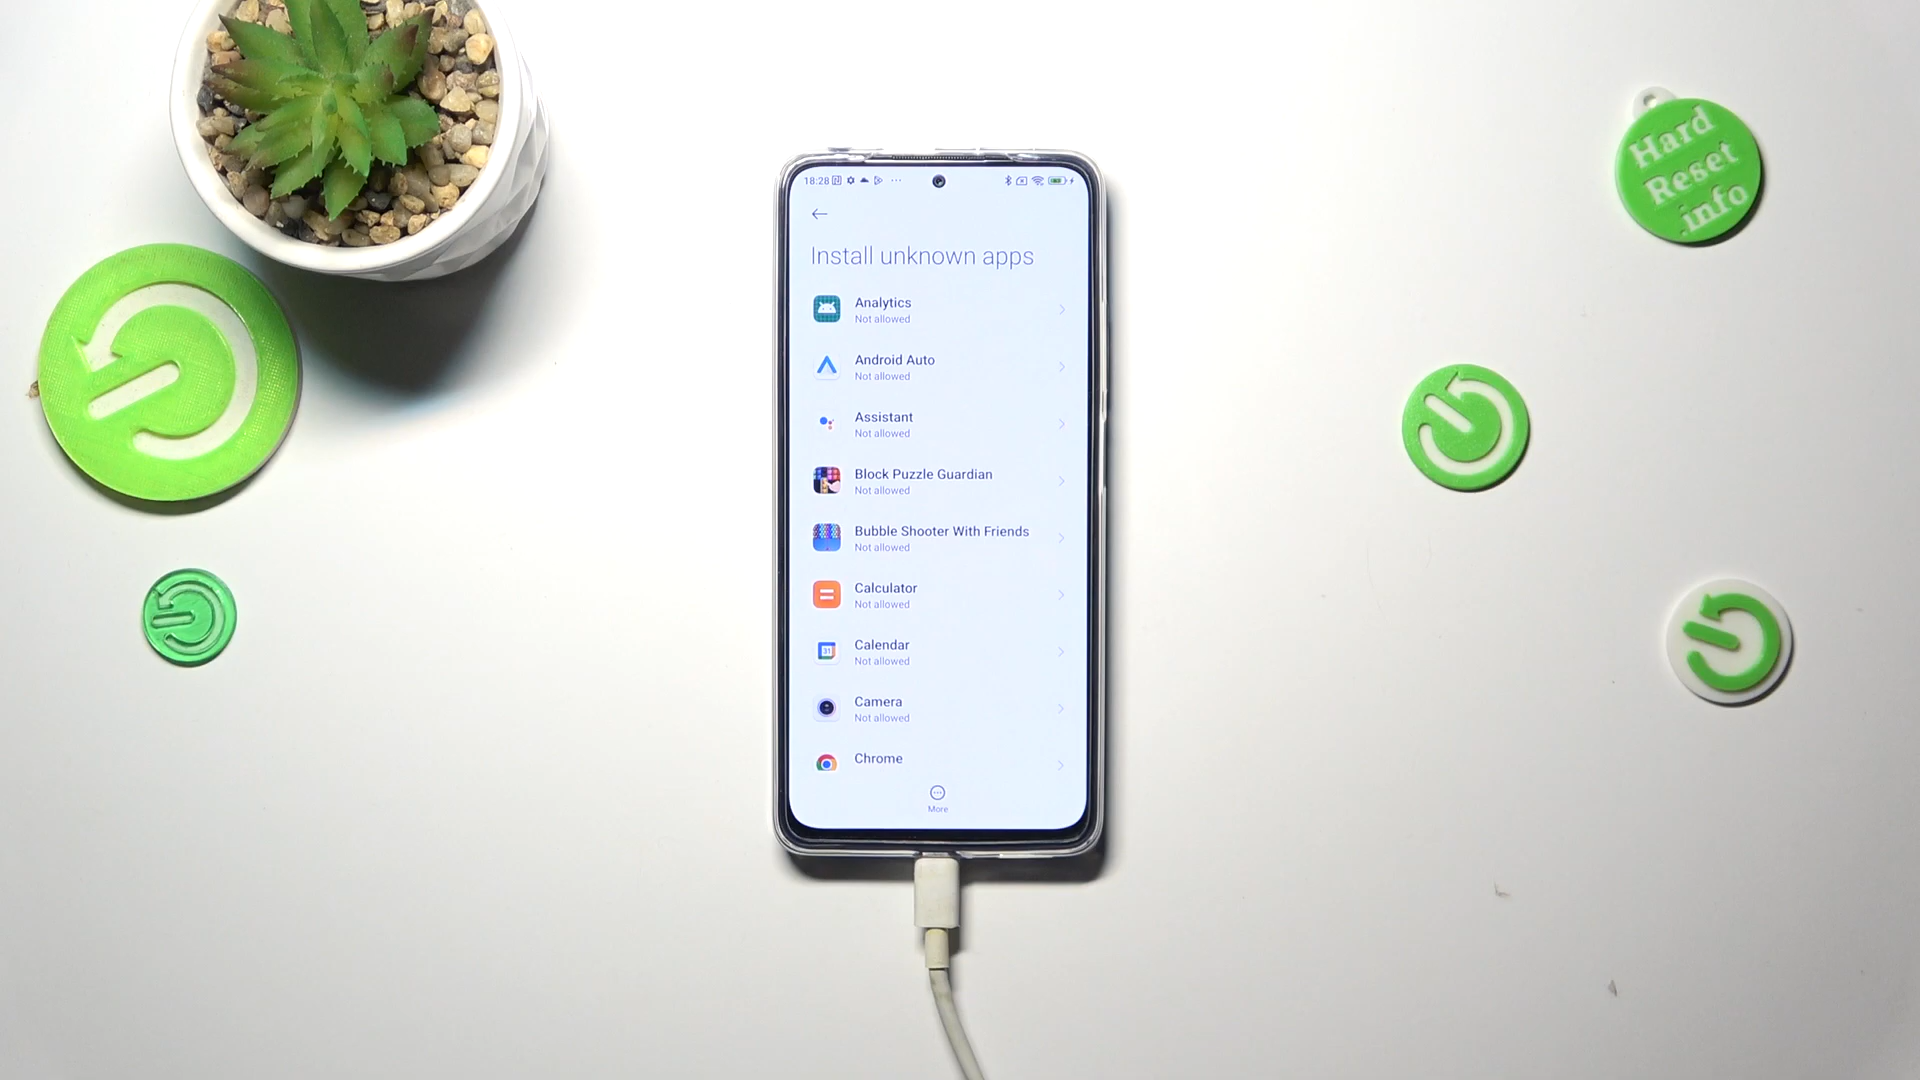 18:28
Install unknown apps
Analytics
Not allowed
Android Auto
Not allowed
Assistant
Not allowed
Block Puzzle Guardian
Not allowed
Bubble Shooter With Friends
Not allowed
Calculator
Not allowed
31
Calendar
Not allowed
Camera
Not allowed
Chrome
More
Hard
Reset
.info